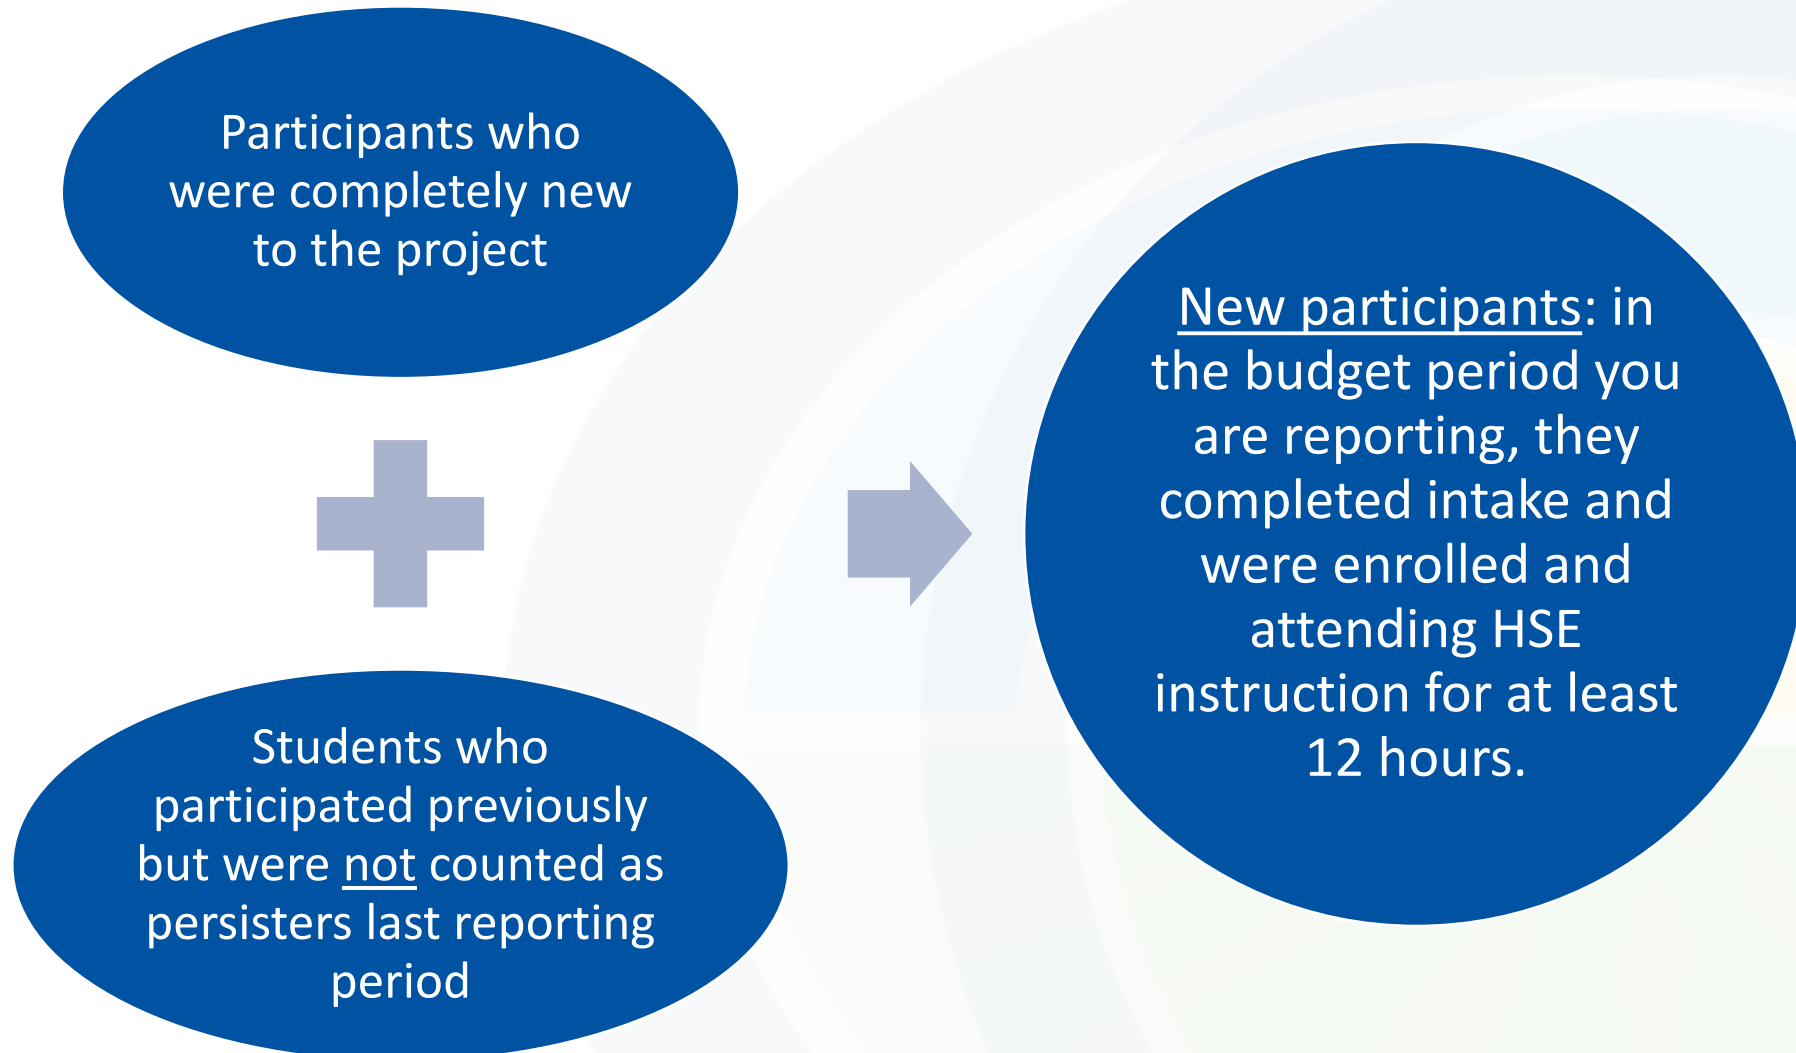 Participants who
were completely new
to the project
Students who
participated previously
but were not counted as
persisters last reporting
period
New participants: in
the budget period you
are reporting, they
completed intake and
were enrolled and
attending HSE
instruction for at least
12 hours.